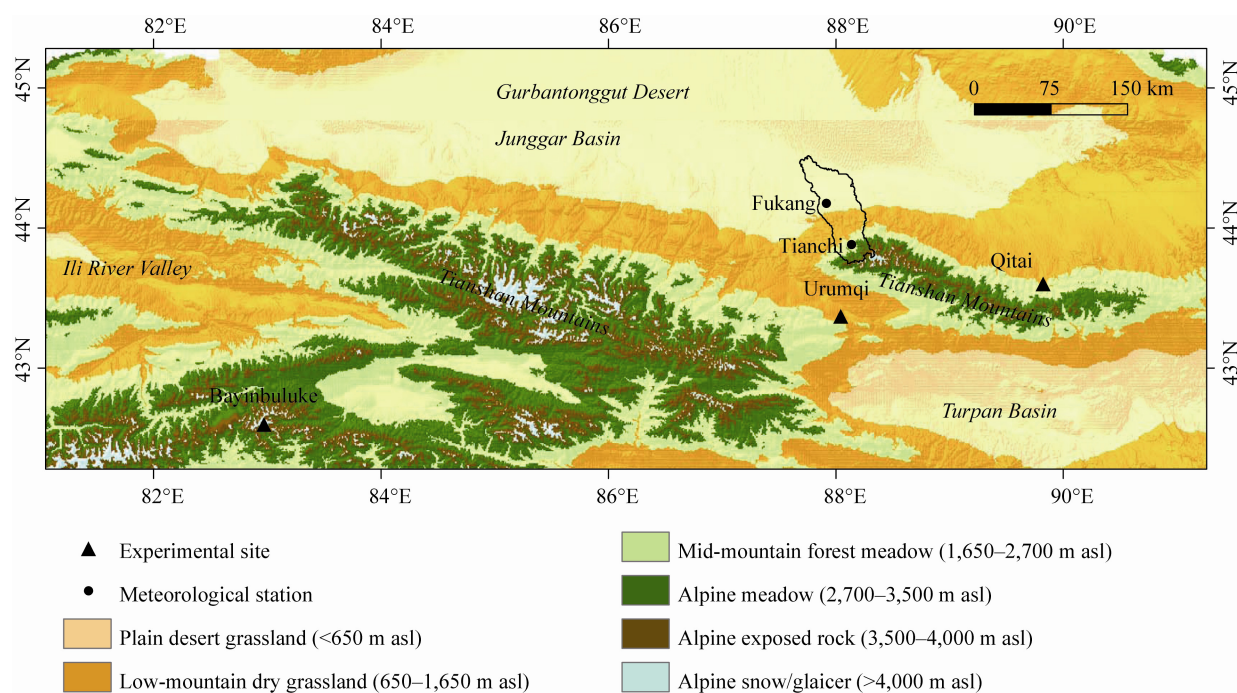 82°E 84°E 86°E 88°E 90°E
45°N 45°N
0 75 150 km
Gurbantonggut Desert
Junggar Basin
Fukang
44°N 44°N
Tianchi
Qitai
Ili River Valley
Tianshan Mountains
Tianshan Mountains
Urumqi
43°N 43°N
Bayinbuluke
Turpan Basin
82°E 84°E 86°E 88°E 90°E
Experimental site
Meteorological station
Plain desert grassland (<650 m asl)
Low-mountain dry grassland (650–1,650 m asl)
Mid-mountain forest meadow (1,650–2,700 m asl)
Alpine meadow (2,700–3,500 m asl)
Alpine exposed rock (3,500–4,000 m asl)
Alpine snow/glaicer (>4,000 m asl)